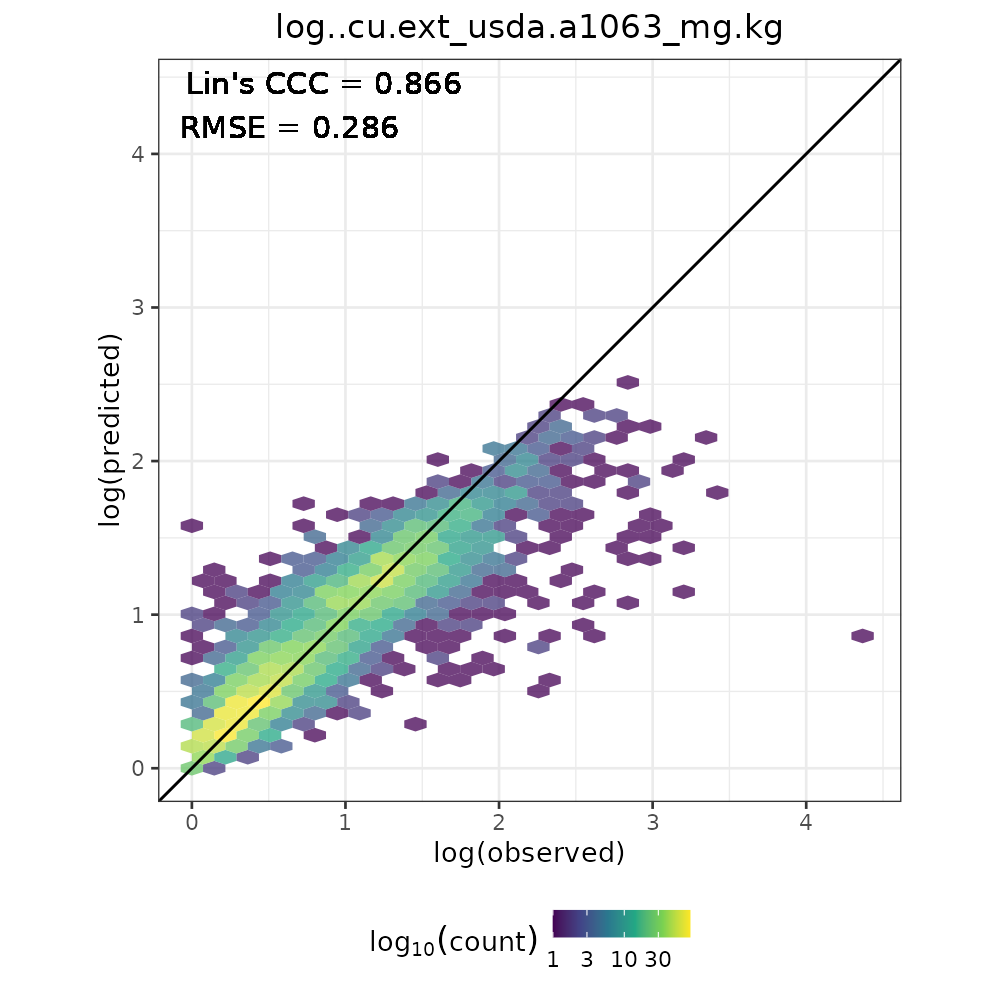 log..cu.ext_usda.a1063_mg.kg
Lin's CCC = 0.866
RMSE = 0.286
4
3
2
1
0
log(predicted)
0 1 2 3 4
log(observed)
log10(count)
1 3 10 30